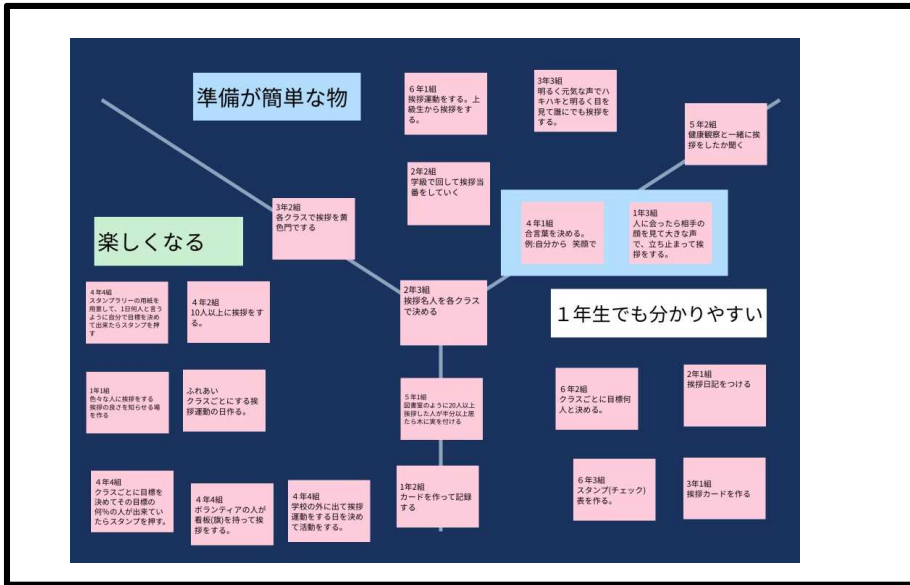 準備が簡単な物
6年1組
挨拶運動をする。上
級生から挨拶をす
る。
3年3組
明るく元気な声でハ
キハキと明るく目を
見て誰にでも挨拶を
する。
5年2組
健康観察と一緒に挨
拶をしたか聞く
2年2組
学級で回して挨拶当
番をしていく
3年2組
各クラスで挨拶を黄
色門でする
4年1組
合言葉を決める。
例:自分から 笑顔で
1年3組
人に会ったら相手の
顔を見て大きな声
で、立ち止まって挨
拶をする。
楽しくなる
2年3組
挨拶名人を各クラス
で決める
1年生でも分かりやすい
4年4組
スタンプラリーの用紙を
用意して、1日何人と言う
ように自分で目標を決め
て出来たらスタンプを押
す
4年2組
10人以上に挨拶をす
る。
1年1組
色々な人に挨拶をする
挨拶の良さを知らせる場
を作る
ふれあい
クラスごとにする挨
拶運動の日作る。
5年1組
図書室のように20人以上
挨拶した人が半分以上居
たら木に実を付ける
6年2組
クラスごとに目標何
人と決める。
2年1組
挨拶日記をつける
4年4組
クラスごとに目標を
決めてその目標の
何%の人が出来てい
たらスタンプを押す。
4年4組
ボランティアの人が
看板(旗)を持って挨
拶をする。
4年4組
学校の外に出て挨拶
運動をする日を決め
て活動をする。
1年2組
カードを作って記録
する
6年3組
スタンプ(チェック)
表を作る。
3年1組
挨拶カードを作る